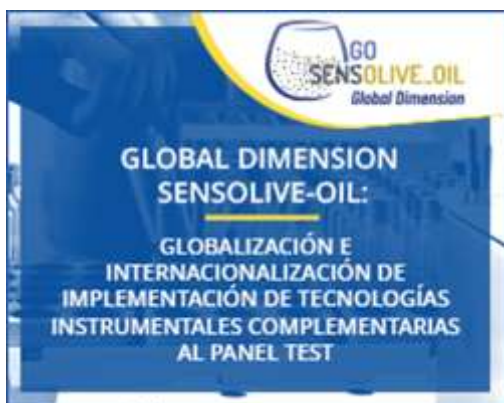 GO
SENSOLIVE_OIL
Global Dimension
GLOBAL DIMENSION
SENSOLIVE-OIL:
GLOBALIZACIÓN E
INTERNACIONALIZACIÓN DE
IMPLEMENTACIÓN DE TECNOLOGÍAS
INSTRUMENTALES COMPLEMENTARIAS
AL PANEL TEST